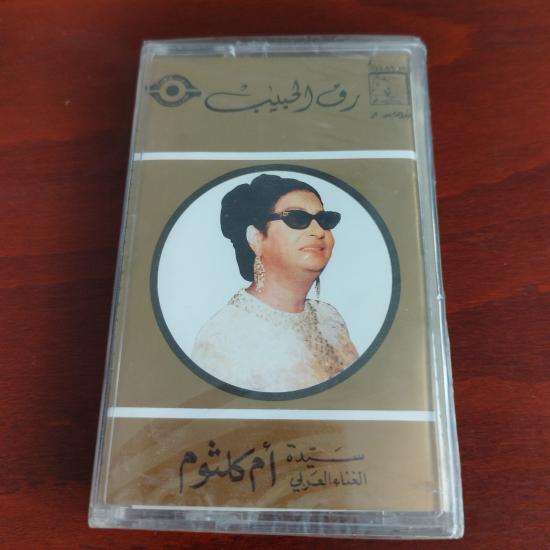 رق الحبيب
سيدة
الغناء العربي
أم كلثوم